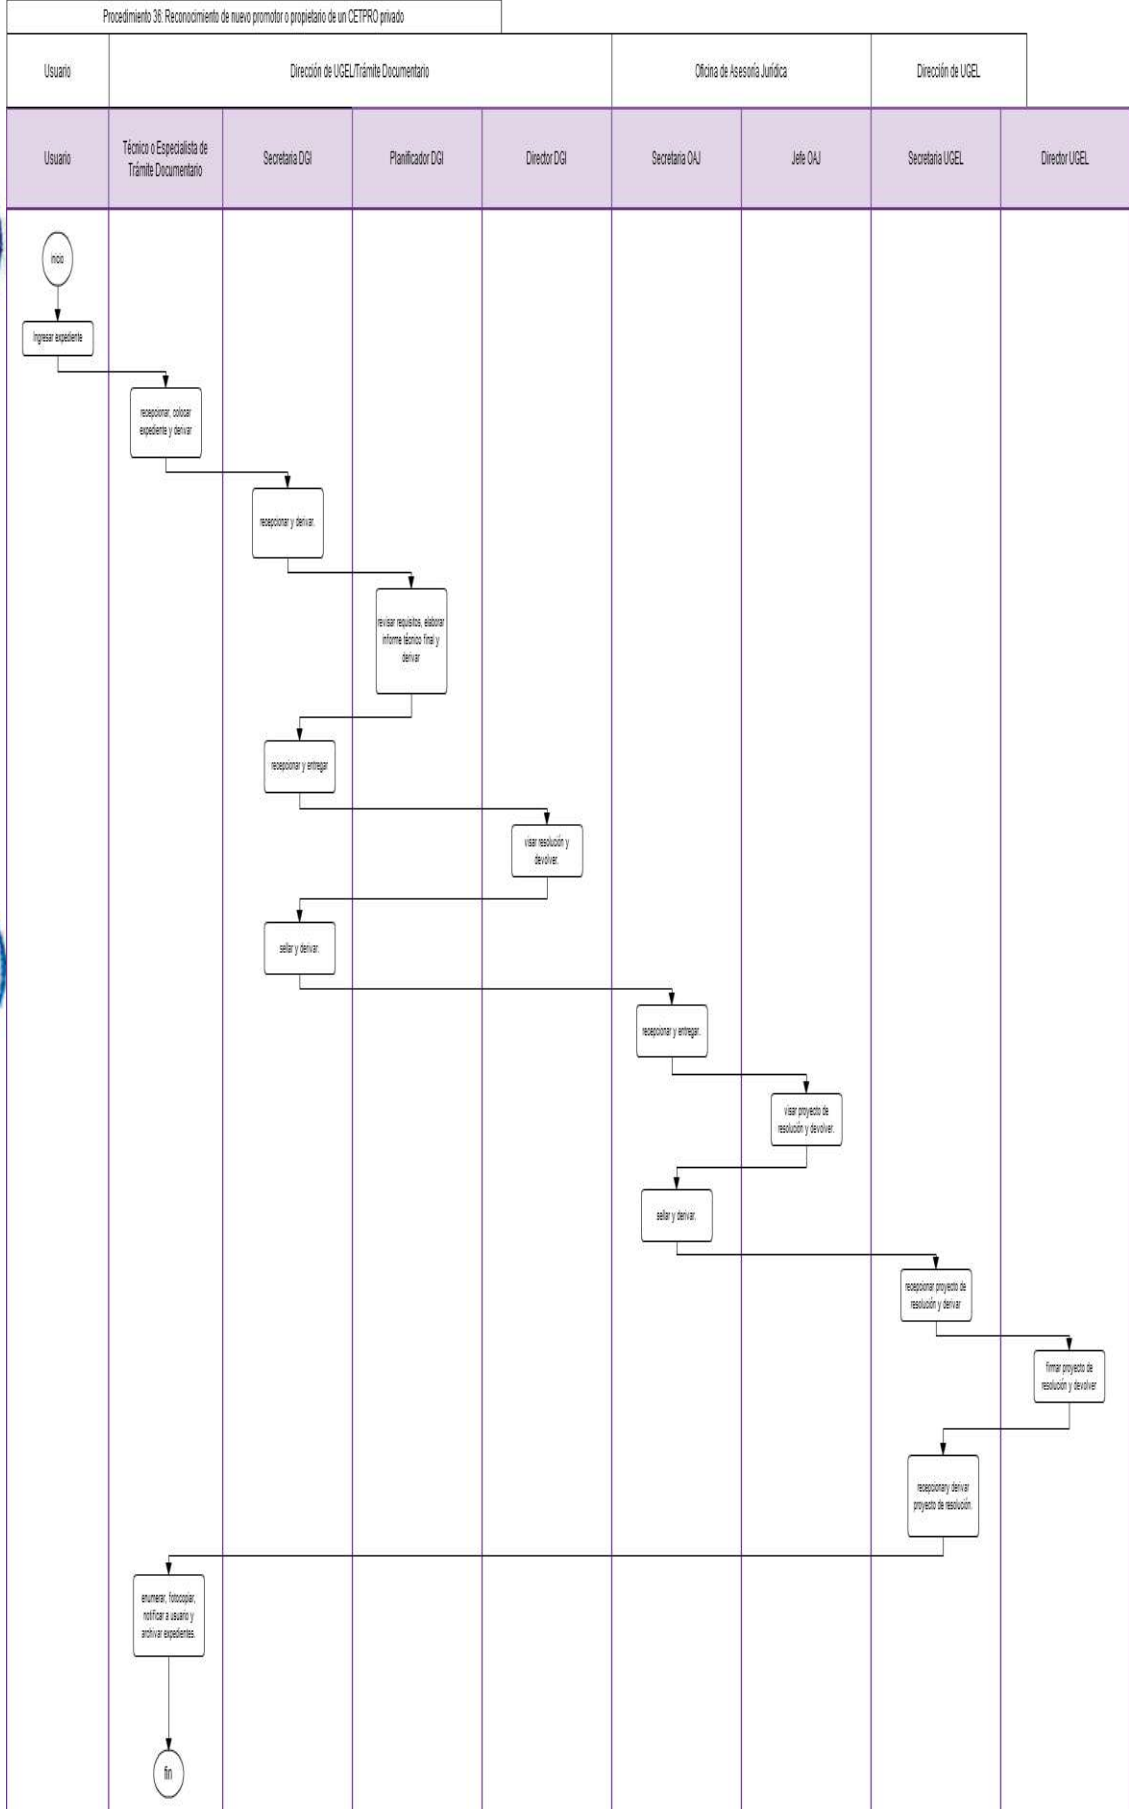 Procedimiento 36: Reconocimiento de nuevo promotor o propietario de un CETPRO privado
Usuario
Dirección de UGEL/Trámite Documentario
Oficina de Asesoría Jurídica
Dirección de UGEL
Usuario
Técnico o Especialista de
Trámite Documentario
Secretaria DGI
Planificador DGI
Director DGI
Secretaria OAJ
Jefe OAJ
Secretaria UGEL
Director UGEL
inicio
Ingresar expediente
recepcionar, colocar
expediente y derivar
recepcionar y derivar.
revisar requisitos, elaborar
informe técnico final y
derivar
recepcionar y entregar
visar resolución y
devolver.
sellar y derivar.
recepcionar y entregar.
visar proyecto de
resolución y devolver.
sellar y derivar.
recepcionar proyecto de
resolución y derivar
firmar proyecto de
resolución y devolver
recepcionary derivar
proyecto de resolución.
enumerar, fotocopiar,
notificar a usuario y
archivar expedientes.
fin